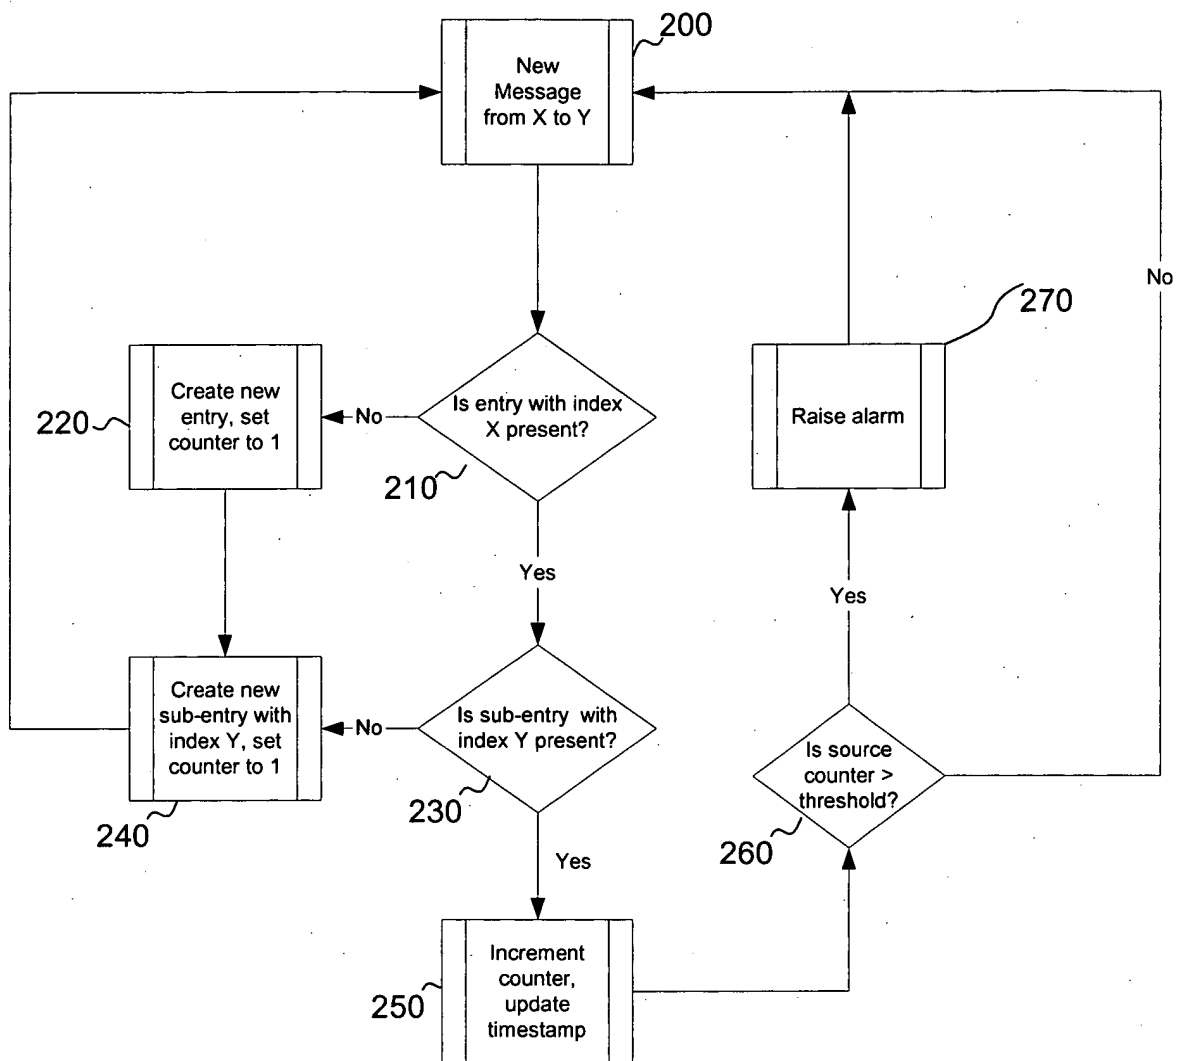 200
New
Message
from X to Y
No
270
Create new
entry, set
counter to 1
220
No
Is entry with index
X present?
210
Raise alarm
Yes
Yes
Create new
sub-entry with
index Y, set
counter to 1
240
No
Is sub-entry with
index Y present?
230
Is source
counter >
threshold?
260
Yes
Increment
counter,
update
timestamp
250